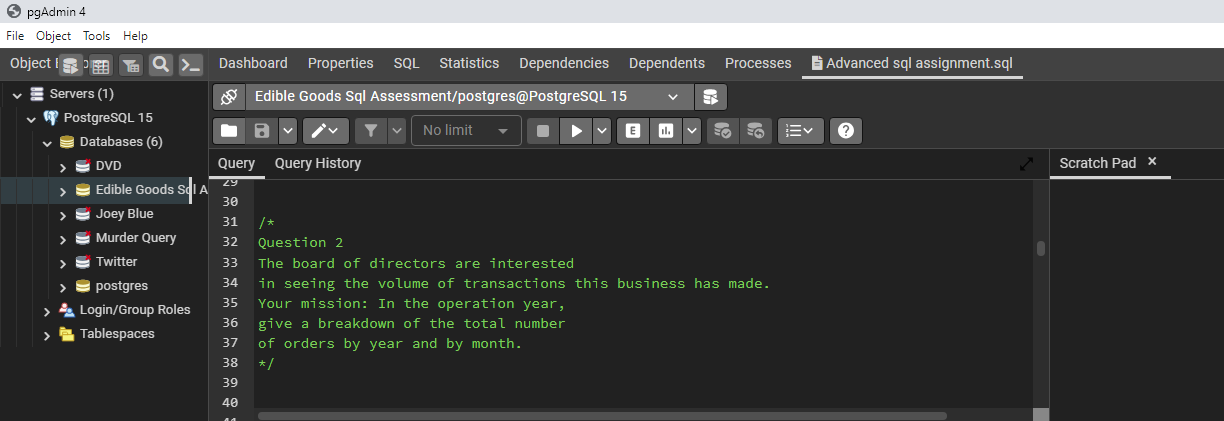 pgAdmin 4
File Object Tools Help
Object E
Dashboard Properties SQL Statistics Dependencies Dependents Processes Advanced sql assignment.sql
Servers (1)
Edible Goods Sql Assessment/postgres@PostgreSQL 15
PostgreSQL 15
Databases (6)
No limit
E
?
DVD
Query Query History
Scratch Pad ×
Edible Goods Sql A
Joey Blue
Murder Query
Twitter
postgres
Login/Group Roles
Tablespaces
29
30
31 /*
32 Question 2
33 The board of directors are interested
34 in seeing the volume of transactions this business has made.
35 Your mission: In the operation year,
36 give a breakdown of the total number
37 of orders by year and by month.
38 */
39
40
41